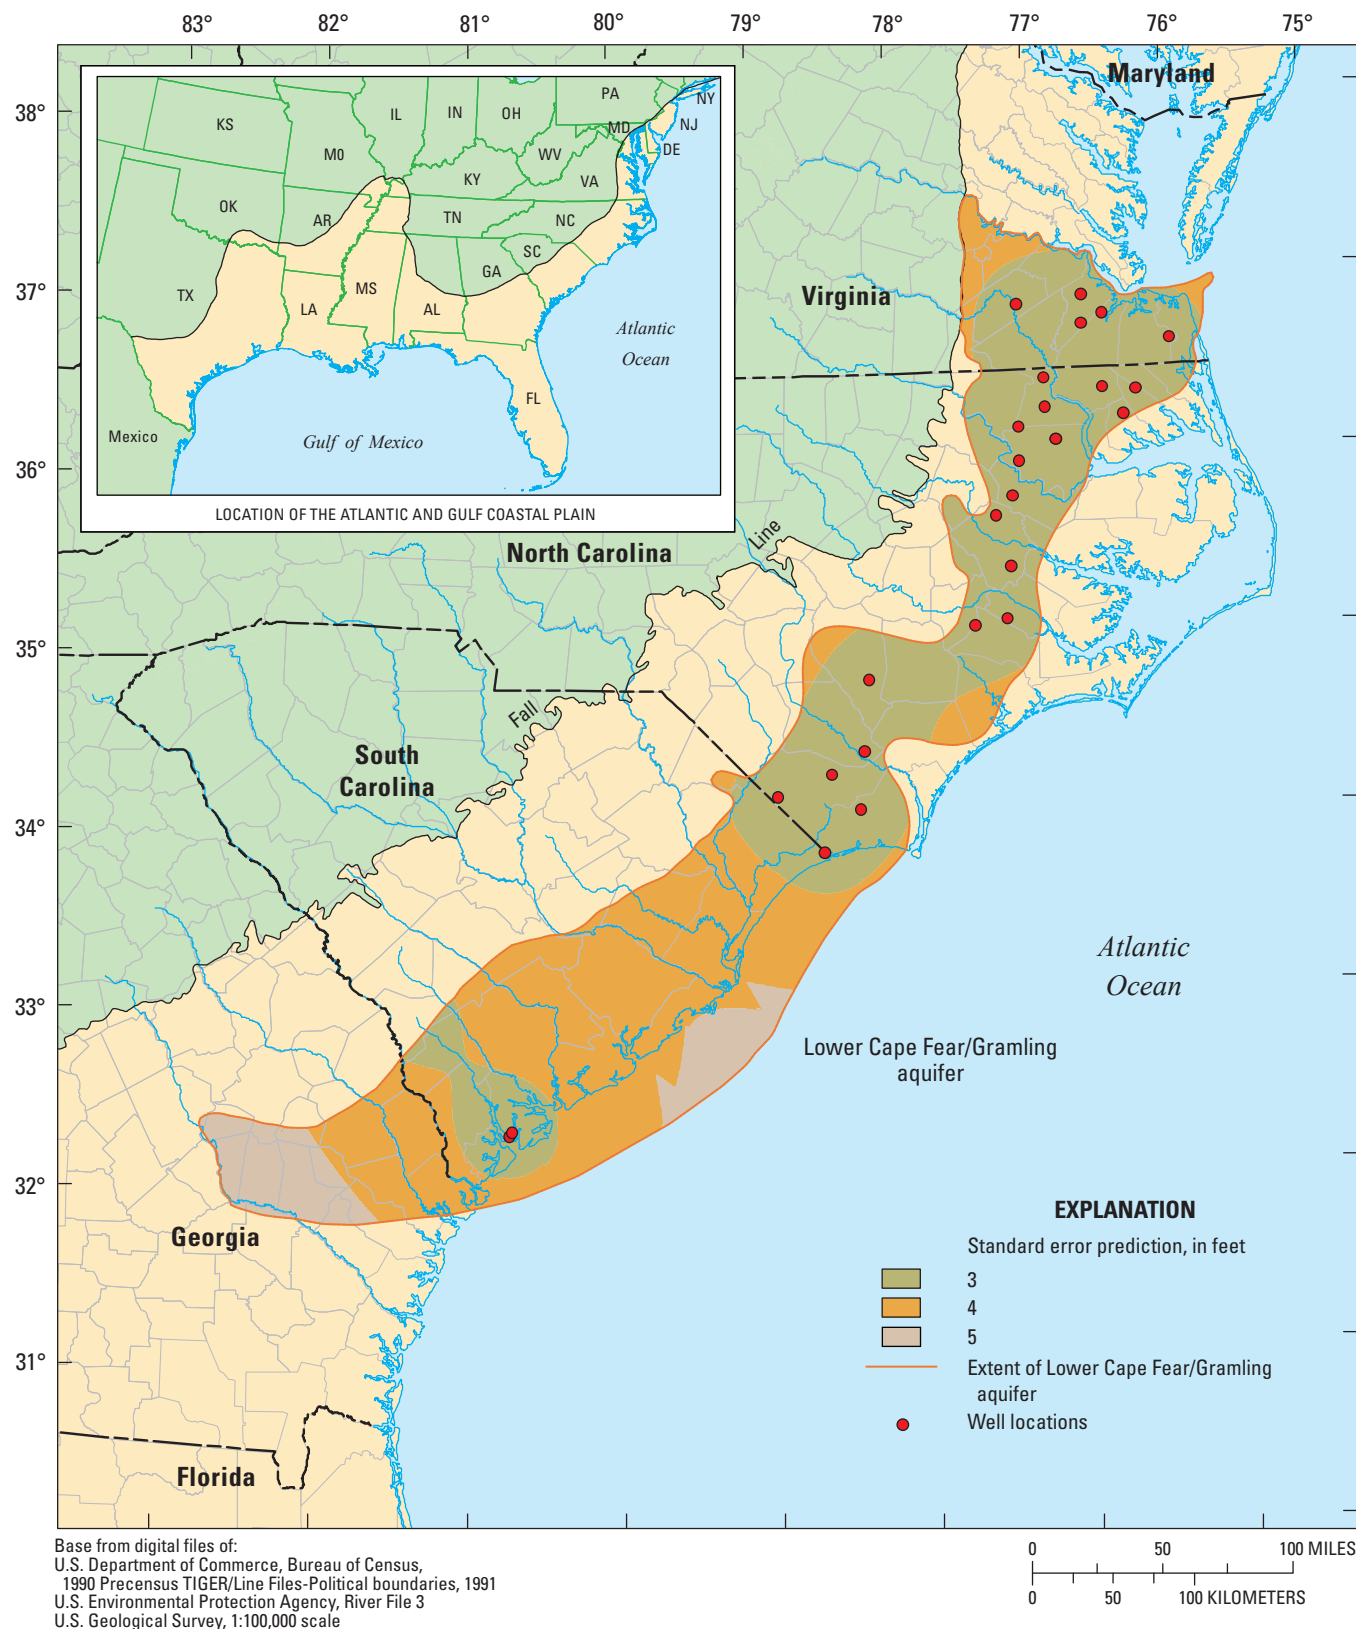 83° 82° 81° 80° 79° 78° 77° 76° 75°
38°
37°
36°
35°
34°
33°
32°
31°
KS
MO
IL
IN
OH
PA
NY
NJ
MD
DE
WV
VA
KY
OK
AR
TN
NC
SC
TX
LA
MS
AL
GA
FL
Mexico
Gulf of Mexico
Atlantic
Ocean
LOCATION OF THE ATLANTIC AND GULF COASTAL PLAIN
Maryland
Virginia
North Carolina
Fall
Line
South
Carolina
Georgia
Florida
Atlantic
Ocean
Lower Cape Fear/Gramling
aquifer
EXPLANATION
Standard error prediction, in feet
3
4
5
Extent of Lower Cape Fear/Gramling
aquifer
Well locations
Base from digital files of:
U.S. Department of Commerce, Bureau of Census,
1990 Precensus TIGER/Line Files-Political boundaries, 1991
U.S. Environmental Protection Agency, River File 3
U.S. Geological Survey, 1:100,000 scale
0 50 100 MILES
0 50 100 KILOMETERS